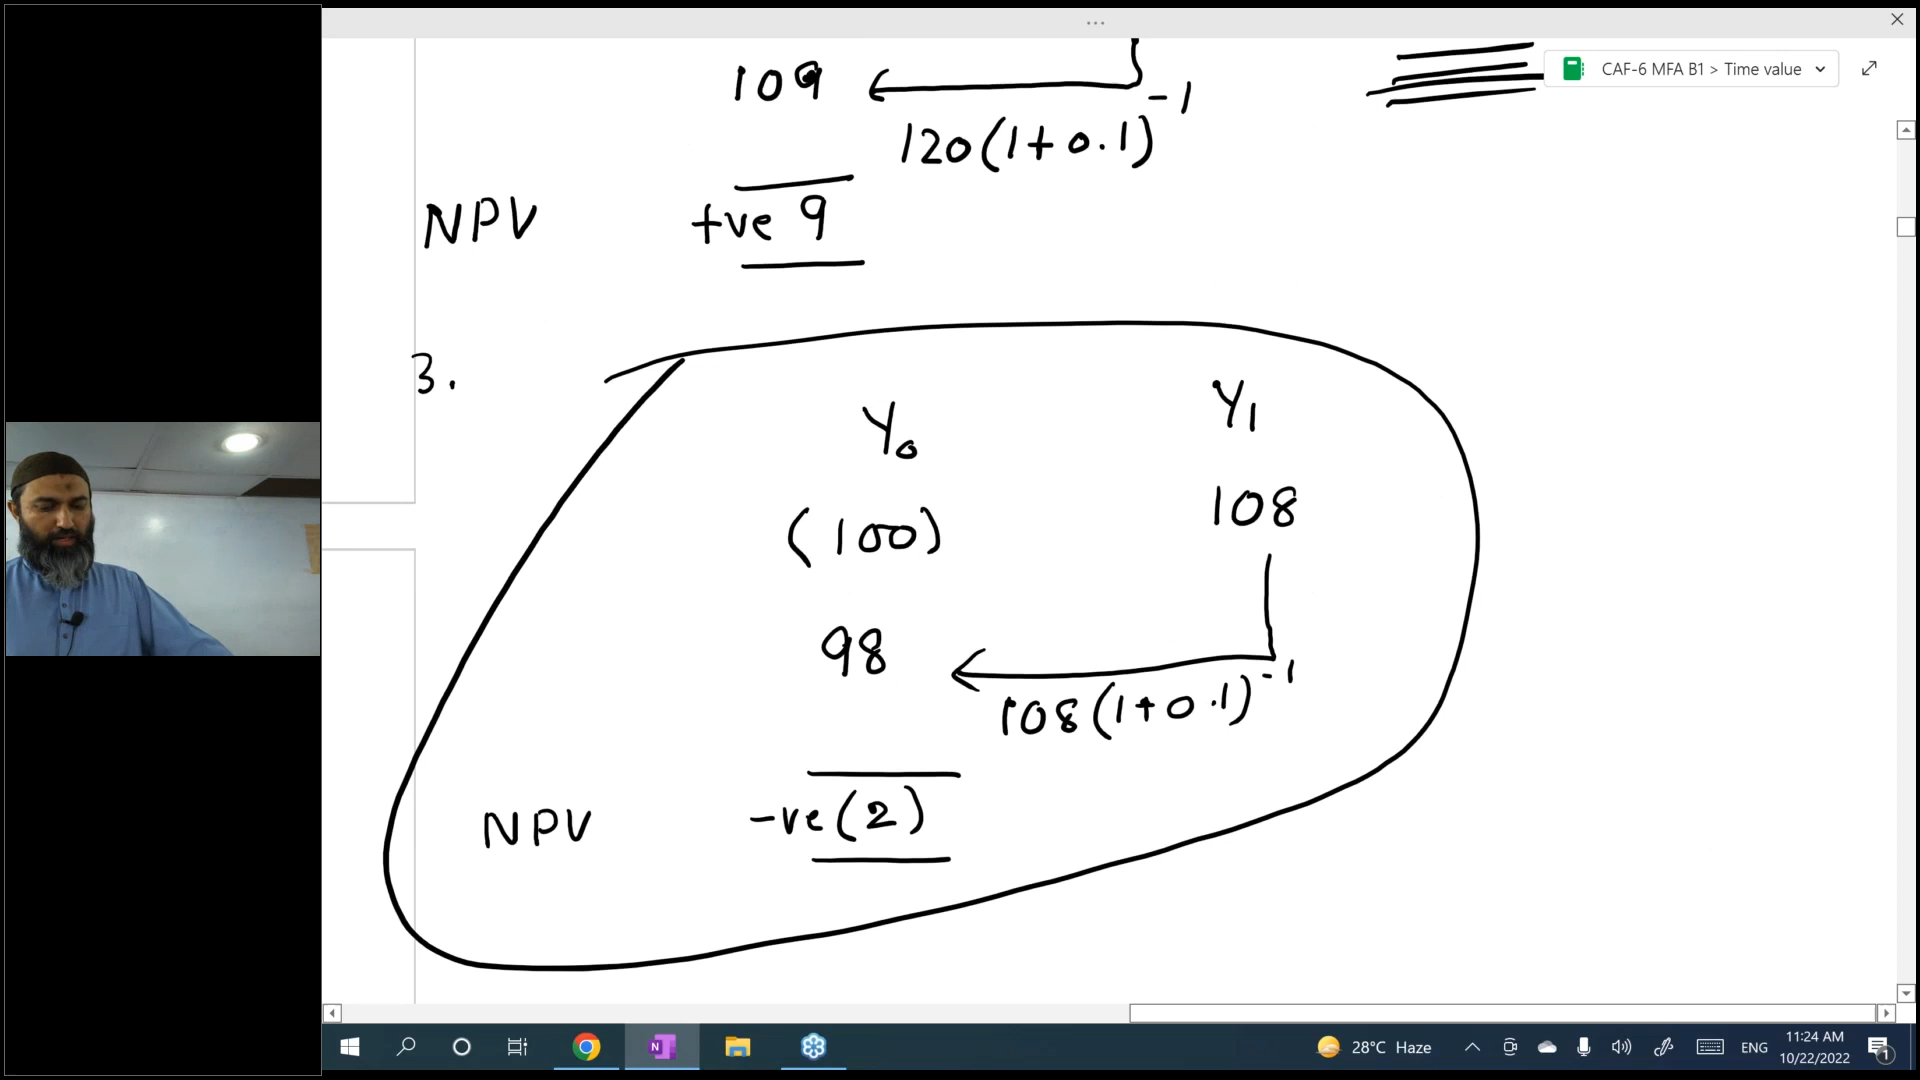 CAF-6 MFA B1 > Time value
109
-1
120(1+0.1)
NPV +ve 9
3.
Y0 Y1
(100) 108
98
108(1+0.1)-1
NPV -ve(2)
28°C Haze
ENG
11:24 AM
10/22/2022
1